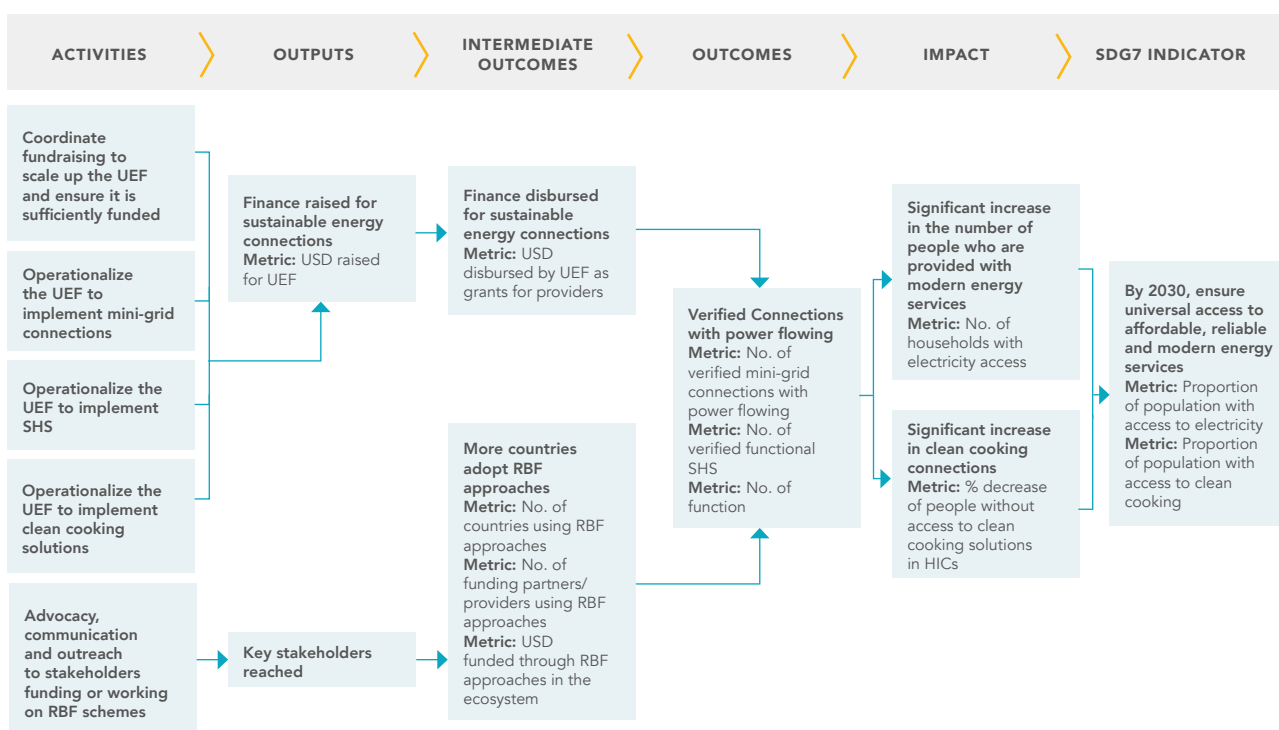 ACTIVITIES
OUTPUTS
INTERMEDIATE
OUTCOMES
OUTCOMES
IMPACT
SDG7 INDICATOR
Coordinate
fundraising to
scale up the UEF
and ensure it is
sufficiently funded
Operationalize
the UEF to
implement mini-grid
connections
Operationalize the
UEF to implement
SHS
Operationalize the
UEF to implement
clean cooking
solutions
Advocacy,
communication
and outreach
to stakeholders
funding or working
on RBF schemes
Finance raised for
sustainable energy
connections
Metric: USD raised
for UEF
Key stakeholders
reached
Finance disbursed
for sustainable
energy connections
Metric: USD
disbursed by UEF as
grants for providers
More countries
adopt RBF
approaches
Metric: No. of
countries using RBF
approaches
Metric: No. of
funding partners/
providers using RBF
approaches
Metric: USD
funded through RBF
approaches in the
ecosystem
Verified Connections
with power flowing
Metric: No. of
verified mini-grid
connections with
power flowing
Metric: No. of
verified functional
SHS
Metric: No. of
function
Significant increase
in the number of
people who are
provided with
modern energy
services
Metric: No. of
households with
electricity access
Significant increase
in clean cooking
connections
Metric: % decrease
of people without
access to clean
cooking solutions
in HICs
By 2030, ensure
universal access to
affordable, reliable
and modern energy
services
Metric: Proportion
of population with
access to electricity
Metric: Proportion
of population with
access to clean
cooking